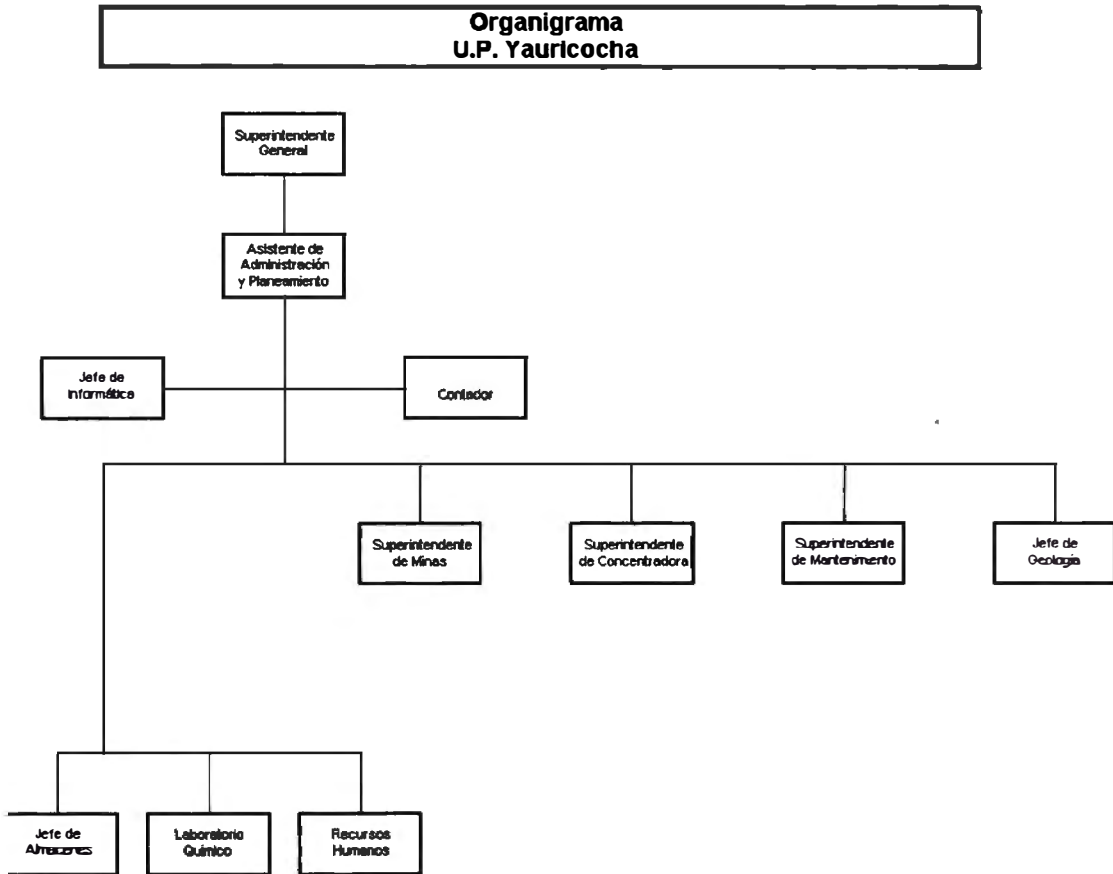 Organigrama
U.P. Yauricocha
Superintendente
General
Asistente de
Administración
y Planeamiento
Jefe de
Informática
Contador
Superintendente
de Minas
Superintendente
de Concentradora
Superintendente
de Mantenimiento
Jefe de
Geología
Jefe de
Almacenes
Laboratorio
Químico
Recursos
Humanos